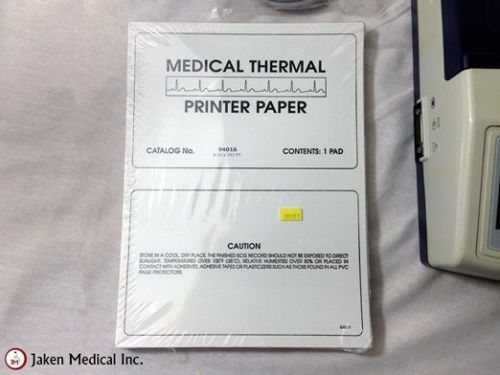 MEDICAL THERMAL
PRINTER PAPER
CATALOG No. 94016 CONTENTS: 1 PAD
CAUTION
STORE IN A COOL, DRY PLACE. THE FINISHED ECG RECORD SHOULD NOT BE EXPOSED TO DIRECT
SUNLIGHT, TEMPERATURES OVER 100°F (38°C), RELATIVE HUMIDITIES OVER 80% OR PLACED IN
CONTACT WITH ADHESIVES, ADHESIVE TAPES OR PLASTICIZERS SUCH AS THOSE FOUND IN ALL PVC
PAGE PROTECTORS.
JM Jaken Medical Inc.